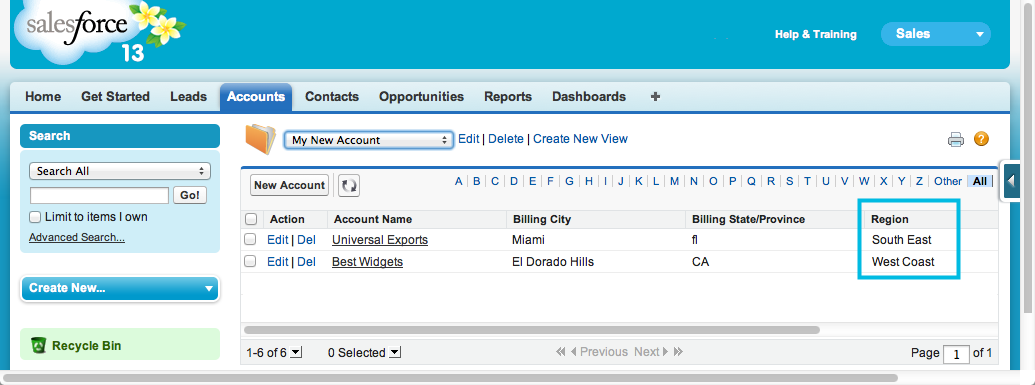 salesforce
13
Help & Training
Sales
Home Get Started Leads Accounts Contacts Opportunities Reports Dashboards +
Search
Search All
Go!
Limit to items I own
Advanced Search...
Create New...
Recycle Bin
My New Account Edit | Delete | Create New View
?
New Account
A | B | C | D | E | F | G | H | I | J | K | L | M | N | O | P | Q | R | S | T | U | V | W | X | Y | Z | Other All
Action Account Name Billing City Billing State/Province Region
Edit | Del Universal Exports Miami fl South East
Edit | Del Best Widgets El Dorado Hills CA West Coast
1-6 of 6 0 Selected Previous Next Page 1 of 1